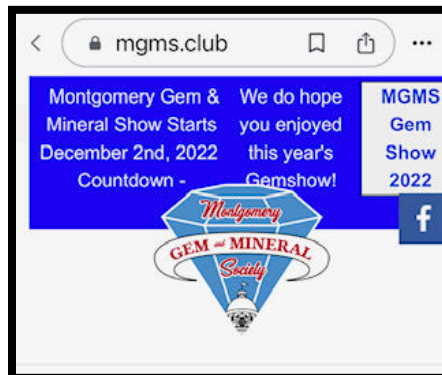 mgms.club
Montgomery Gem &
Mineral Show Starts
December 2nd, 2022
Countdown -
We do hope
you enjoyed
this year's
Gemshow!
MGMS
Gem
Show
2022
f
Montgomery
GEM and MINERAL
Society